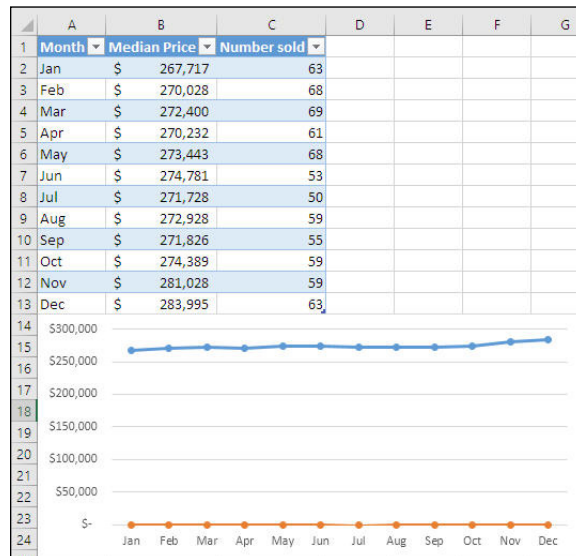 A B C D E F G
1 Month Median Price Number sold
2 Jan $ 267,717 63
3 Feb $ 270,028 68
4 Mar $ 272,400 69
5 Apr $ 270,232 61
6 May $ 273,443 68
7 Jun $ 274,781 53
8 Jul $ 271,728 50
9 Aug $ 272,928 59
10 Sep $ 271,826 55
11 Oct $ 274,389 59
12 Nov $ 281,028 59
13 Dec $ 283,995 63
14 $300,000
15
16 $250,000
17 $200,000
18
19 $150,000
20 $100,000
21
22 $50,000
23 $-
24 Jan Feb Mar Apr May Jun Jul Aug Sep Oct Nov Dec